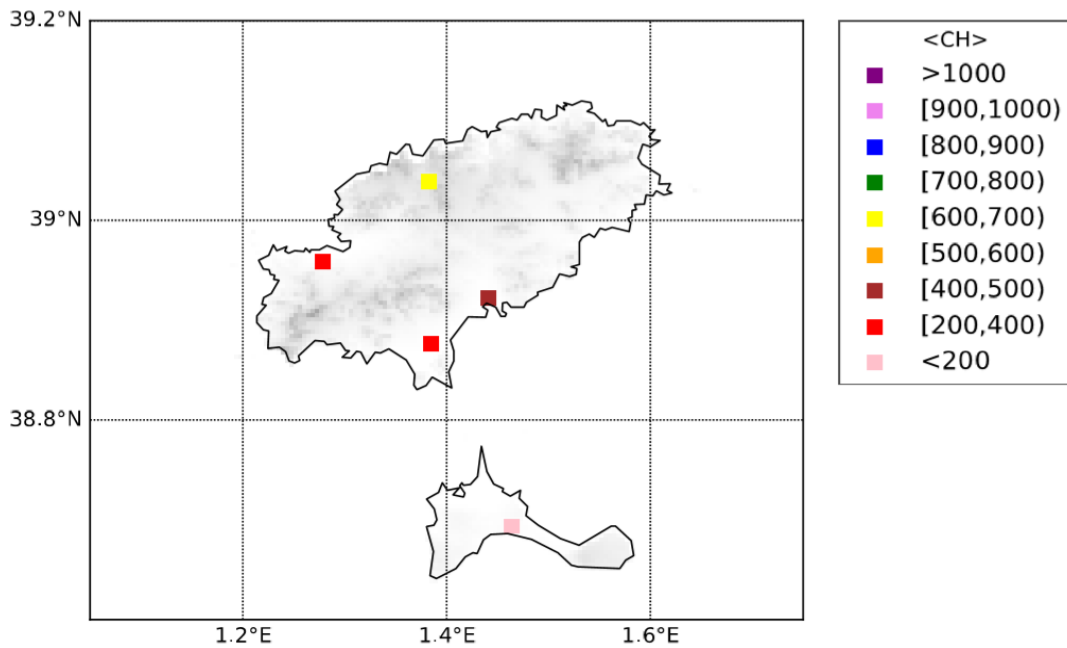 39.2°N
39°N
38.8°N
1.2°E
1.4°E
1.6°E
<CH>
>1000
[900,1000)
[800,900)
[700,800)
[600,700)
[500,600)
[400,500)
[200,400)
<200